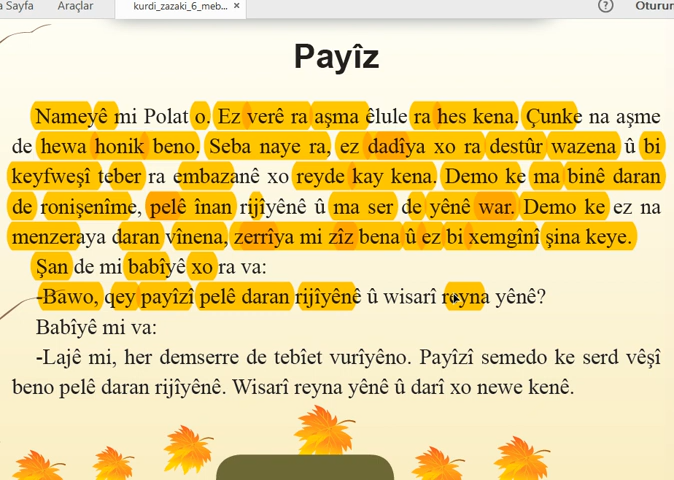 a Sayfa Araçlar kurdi_zazaki_6_meb... × ? Oturur
Payîz
Nameyê mi Polat o. Ez verê ra aşma êlule ra hes kena. Çunke na aşme
de hewa honik beno. Seba naye ra, ez dadîya xo ra destûr wazena û bi
keyfweşî teber ra embazanê xo reyde kay kena. Demo ke ma binê daran
de ronişenîme, pelê înan rijîyênê û ma ser de yênê war. Demo ke ez na
menzeraya daran vînena, zerrîya mi zîz bena û ez bi xemgînî şina keye.
Şan de mi babîyê xo ra va:
-Bawo, qey payîzî pelê daran rijîyênê û wisarî reyna yênê?
Babîyê mi va:
-Lajê mi, her demserre de tebîet vurîyêno. Payîzî semedo ke serd vêşî
beno pelê daran rijîyênê. Wisarî reyna yênê û darî xo newe kenê.